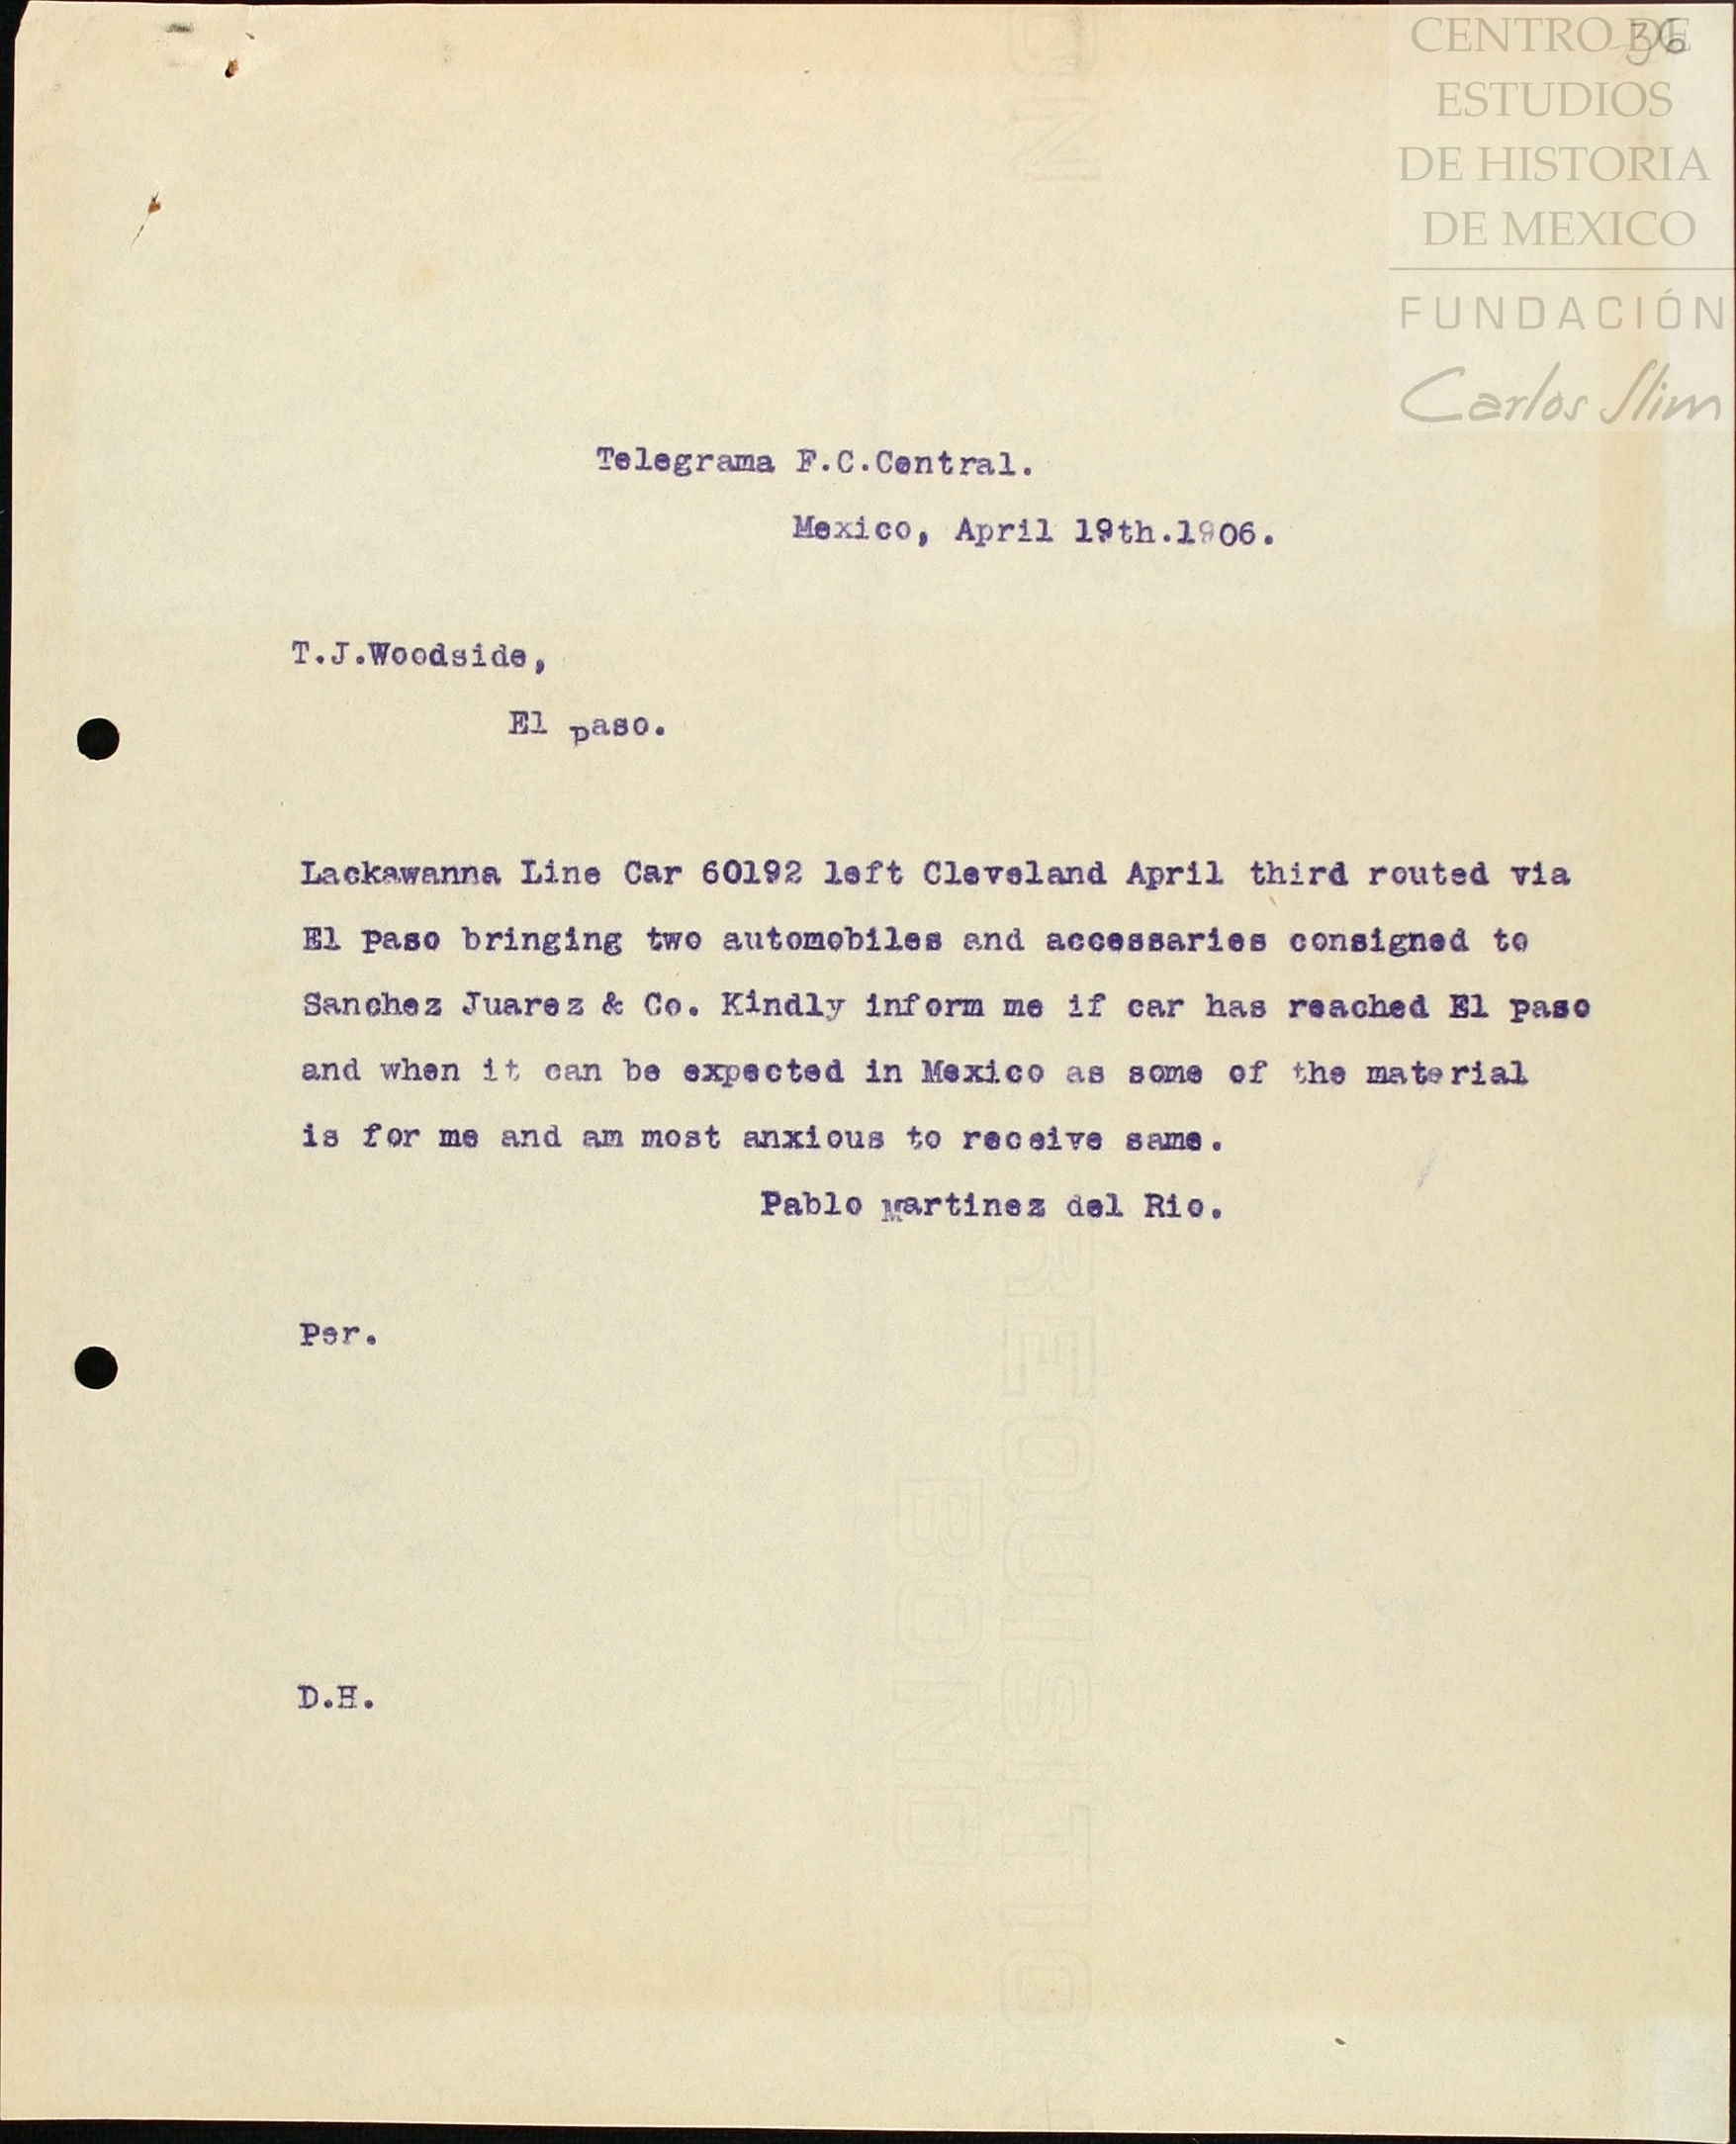 36
CENTRO DE
ESTUDIOS
DE HISTORIA
DE MEXICO
FUNDACIÓN
Carlos Slim
Telegrama F.C.Central.
Mexico, April 19th.1906.
T.J.Woodside,
El paso.
Lackawanna Line Car 60192 left Cleveland April third routed via
El paso bringing two automobiles and accessaries consigned to
Sanchez Juarez & Co. Kindly inform me if car has reached El paso
and when it can be expected in Mexico as some of the material
is for me and am most anxious to receive same.
Pablo Martinez del Rio.
Per.
D.H.
BOND